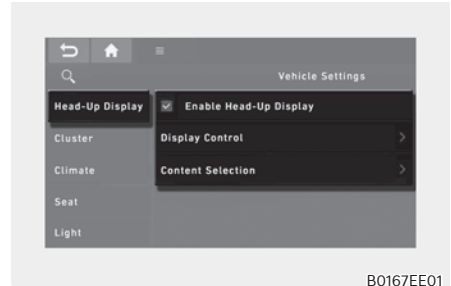 Vehicle Settings
Head-Up Display
Enable Head-Up Display
Cluster
Display Control
Climate
Content Selection
Seat
Light
B0167EE01